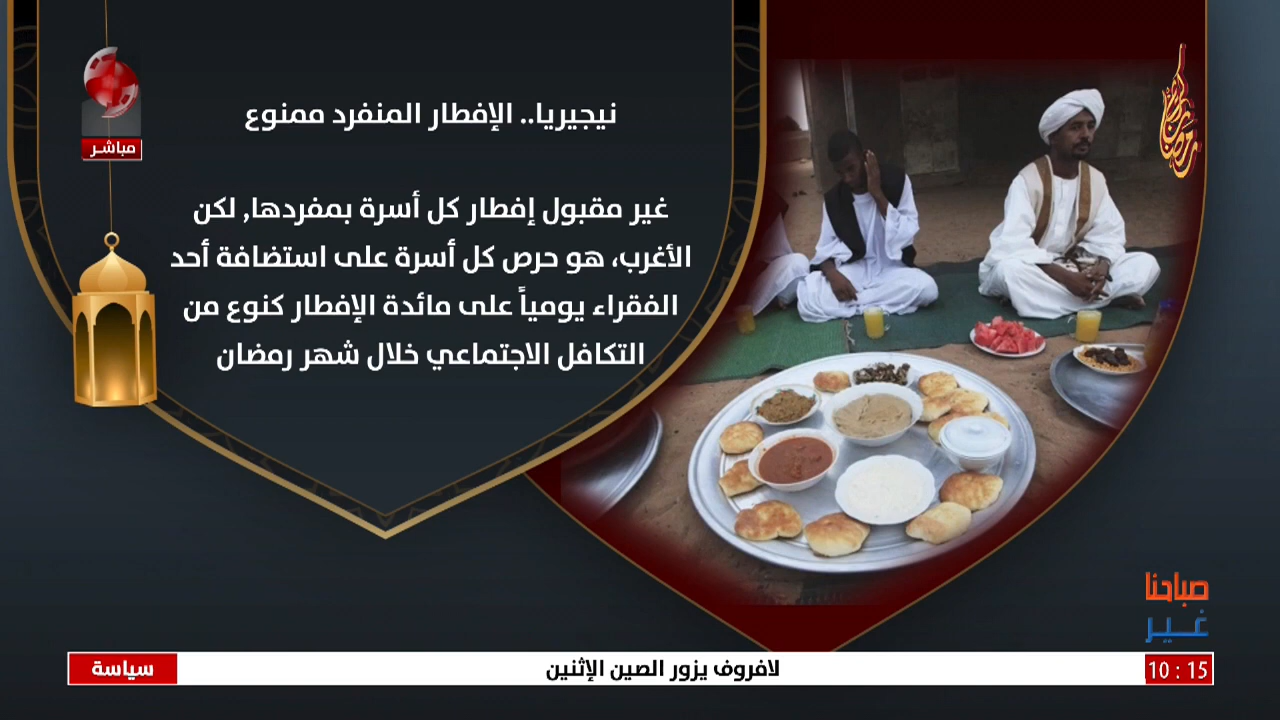 نيجيريا.. الإفطار المنفرد ممنوع
غير مقبول إفطار كل أسرة بمفردها, لكن
الأغرب، هو حرص كل أسرة على استضافة أحد
الفقراء يومياً على مائدة الإفطار كنوع من
التكافل الاجتماعي خلال شهر رمضان
مباشر
صباحنا
غير
سياسة
لافروف يزور الصين الإثنين
10 : 15